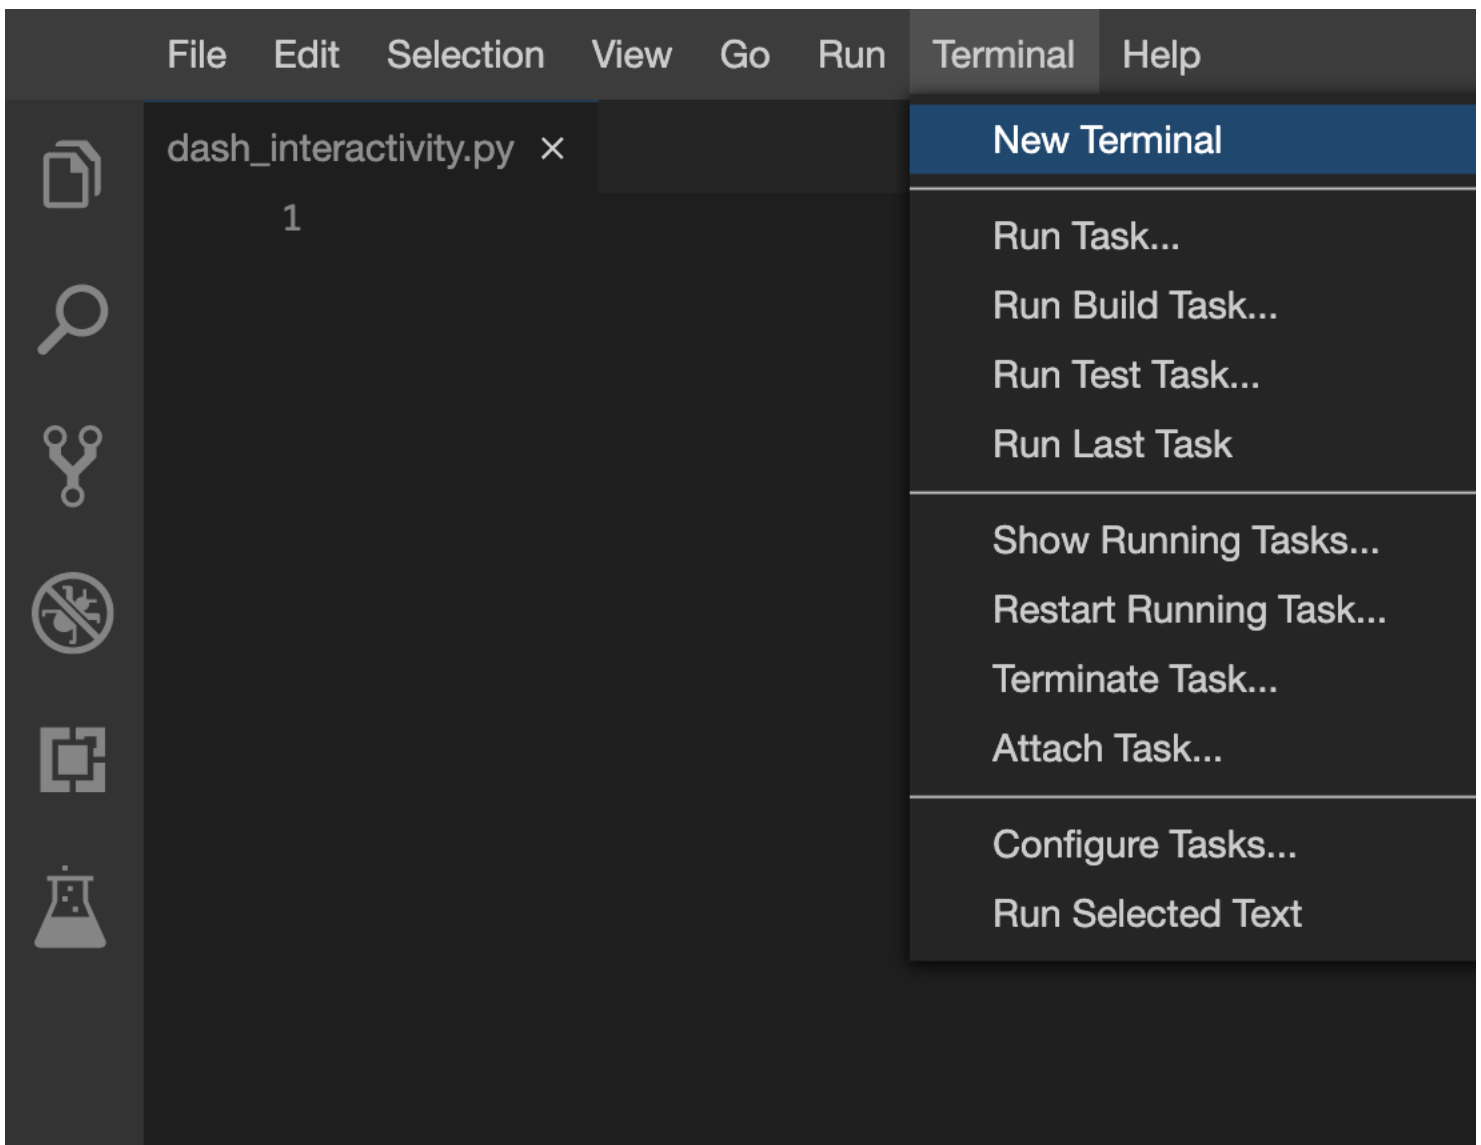 File Edit Selection View Go Run Terminal Help
dash_interactivity.py ×
1
New Terminal
Run Task...
Run Build Task...
Run Test Task...
Run Last Task
Show Running Tasks...
Restart Running Task...
Terminate Task...
Attach Task...
Configure Tasks...
Run Selected Text